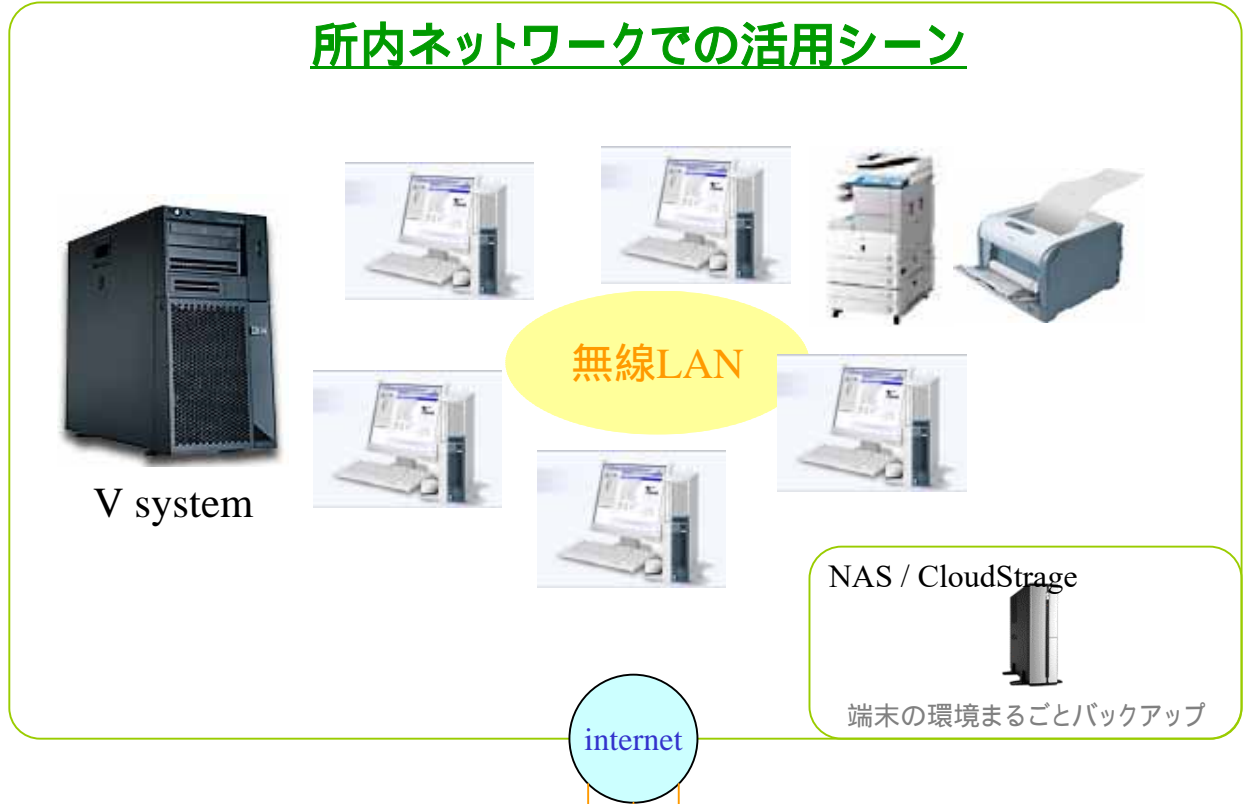 所内ネットワークでの活用シーン
無線LAN
V system
NAS / CloudStrage
端末の環境まるごとバックアップ
internet